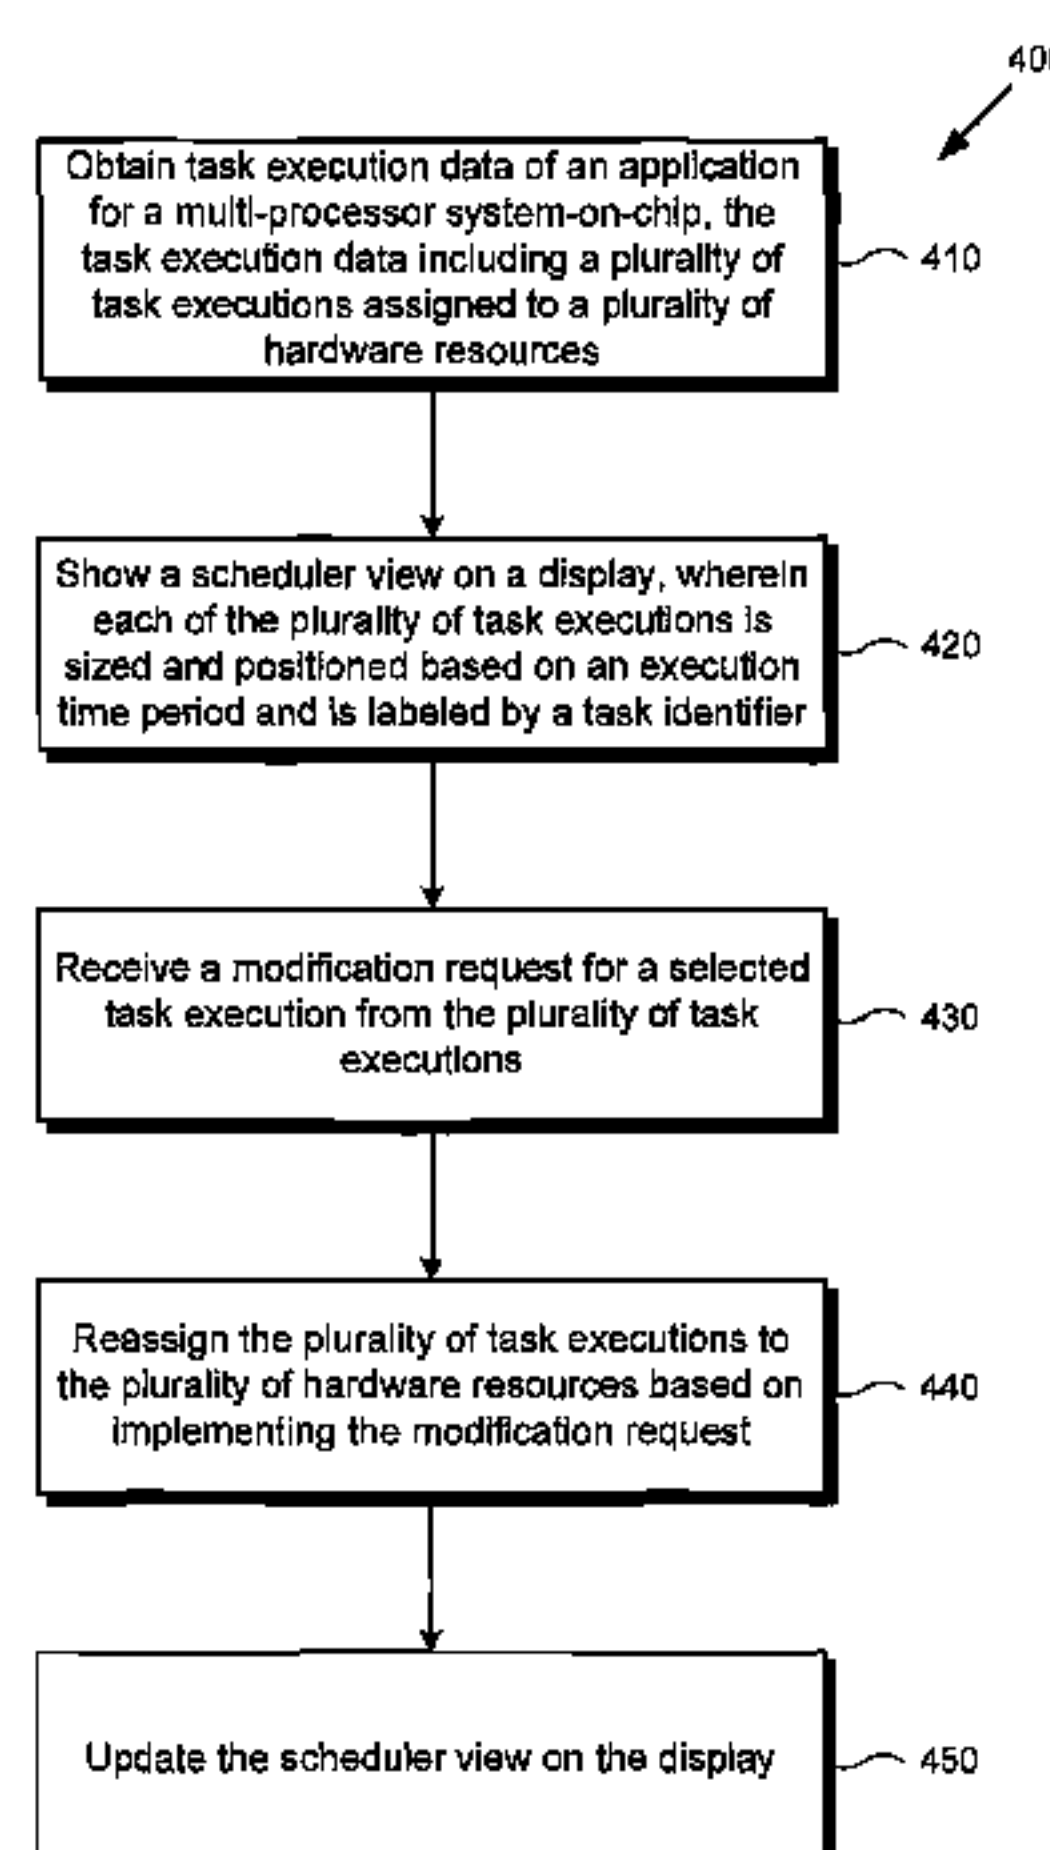 Obtain task execution data of an application
for a multi-processor system-on-chip, the
task execution data including a plurality of
task executions assigned to a plurality of
hardware resources
410
Show a scheduler view on a display, wherein
each of the plurality of task executions is
sized and positioned based on an execution
time period and is labeled by a task identifier
420
Receive a modification request for a selected
task execution from the plurality of task
executions
430
Reassign the plurality of task executions to
the plurality of hardware resources based on
implementing the modification request
440
Update the scheduler view on the display
450